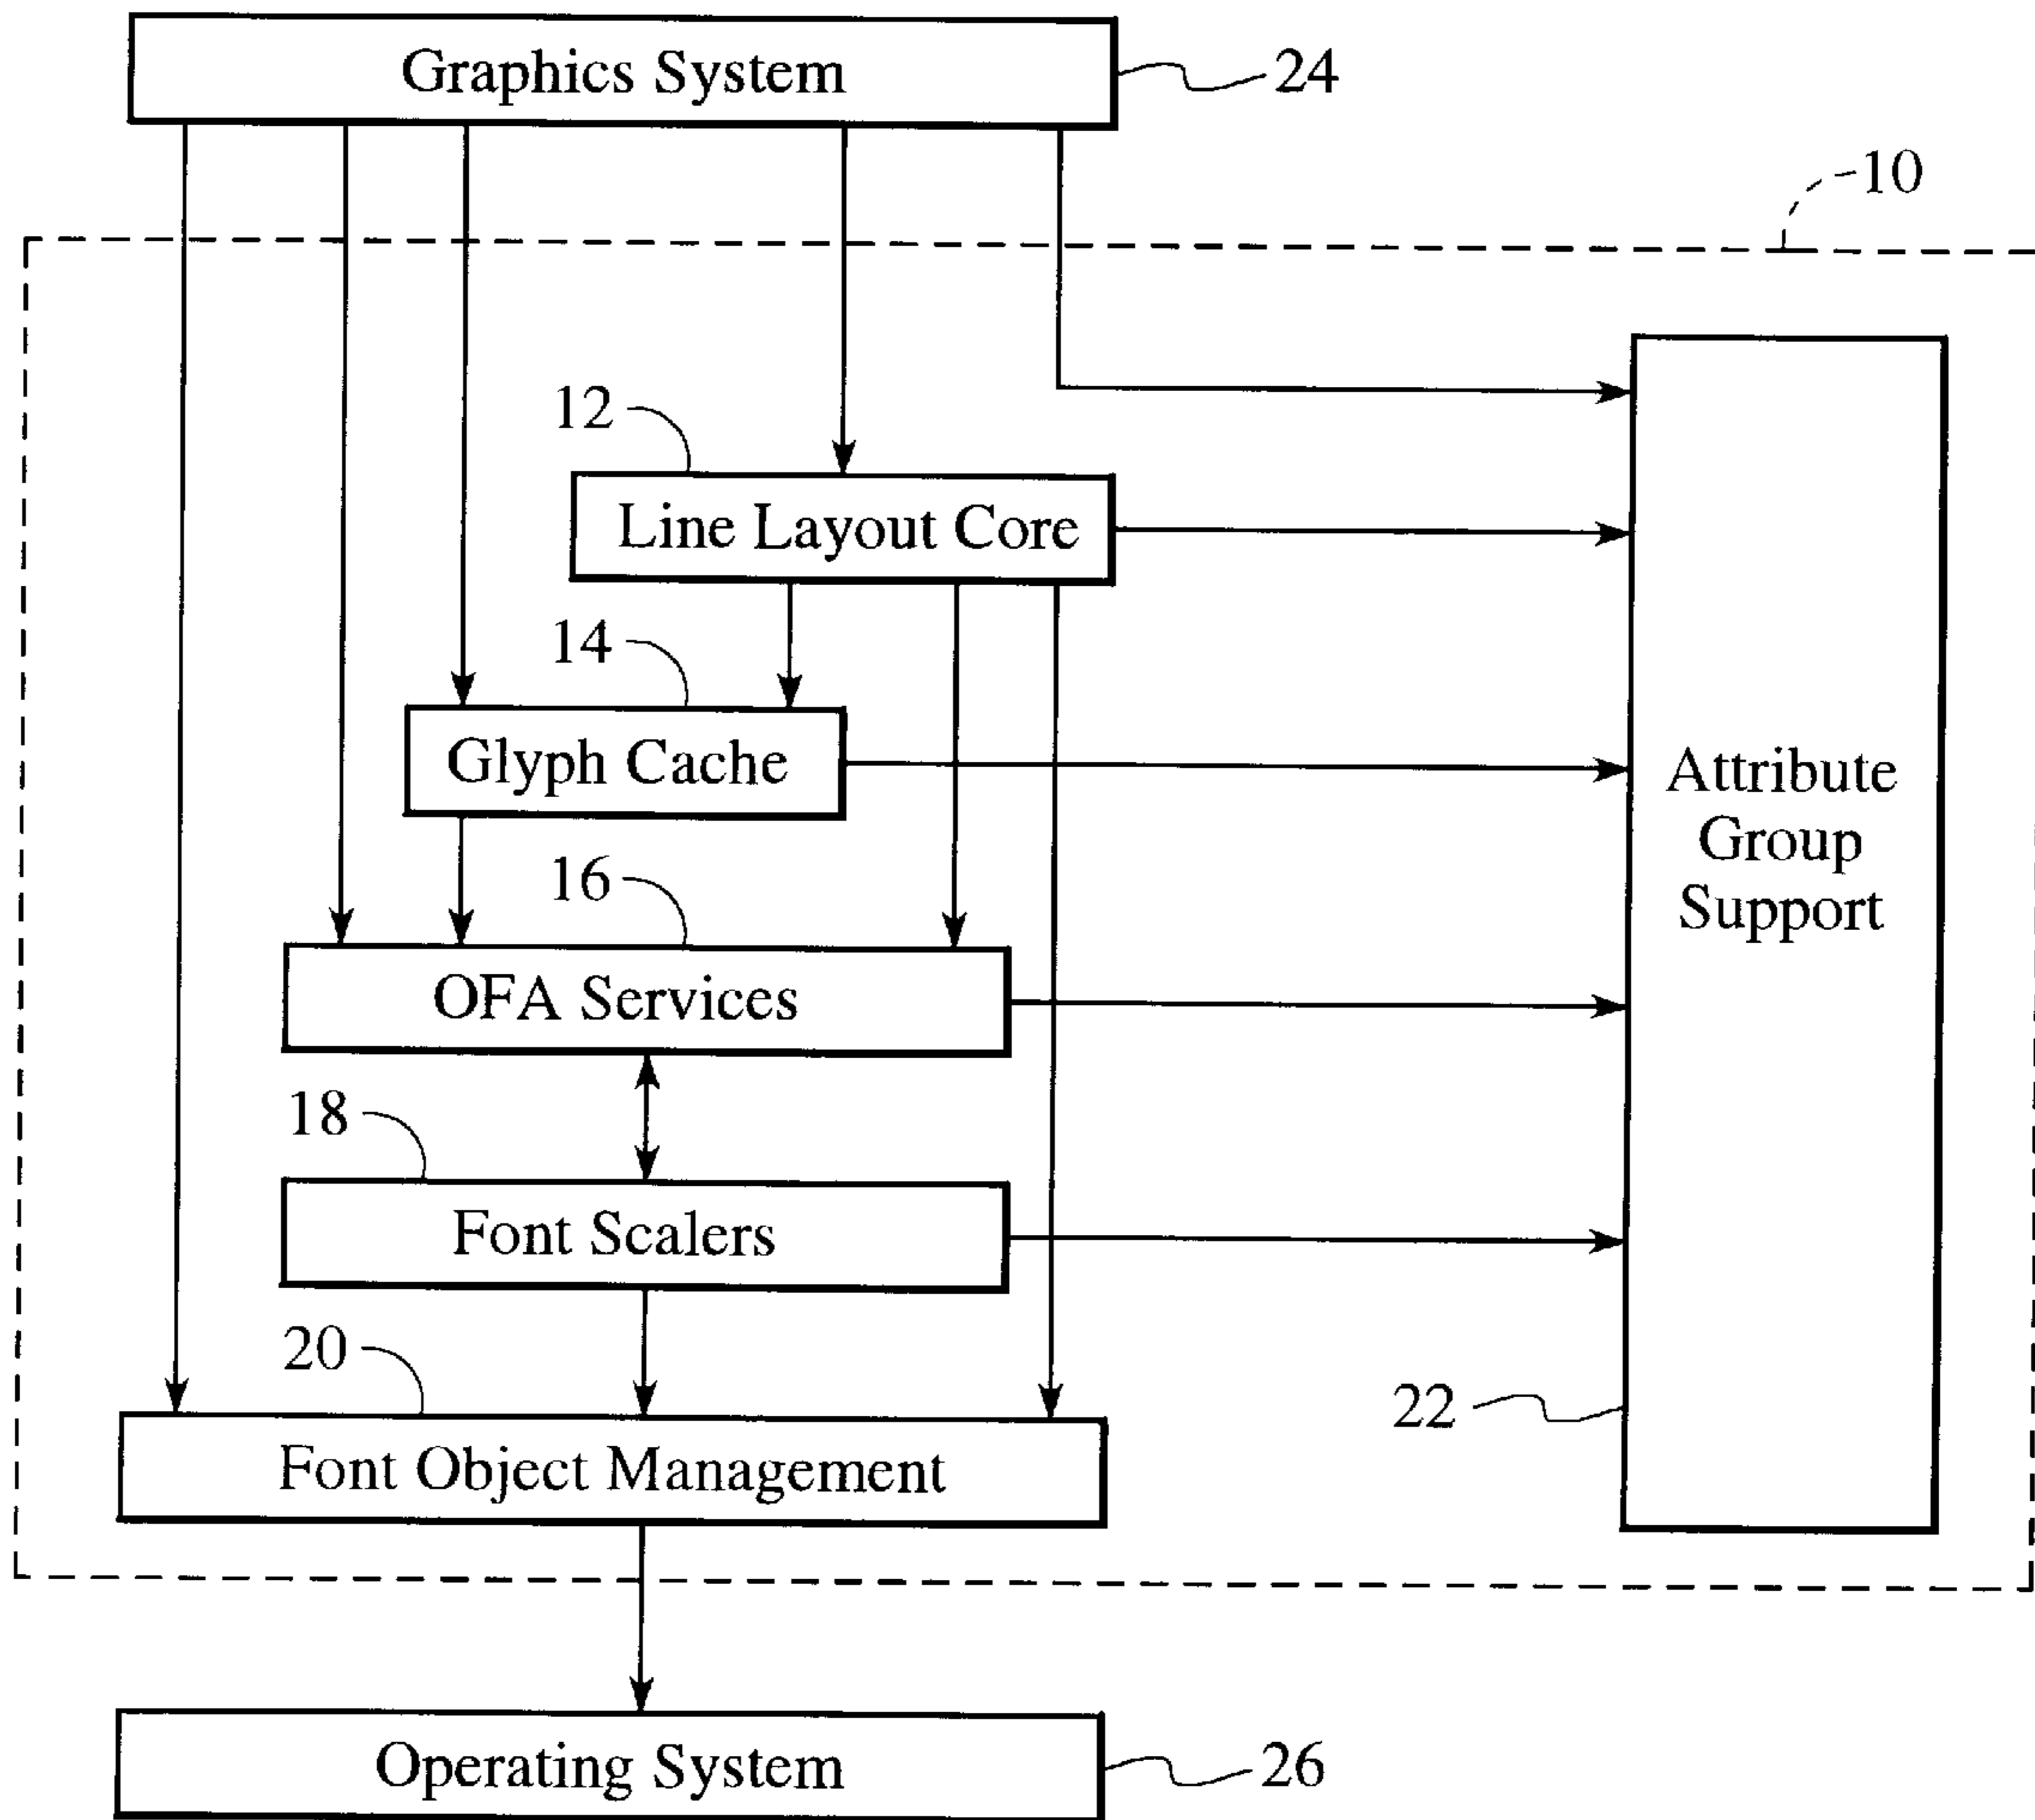 Graphics System
24
10
12
Line Layout Core
14
Glyph Cache
Attribute
Group
Support
16
OFA Services
18
Font Scalers
20
22
Font Object Management
Operating System
26